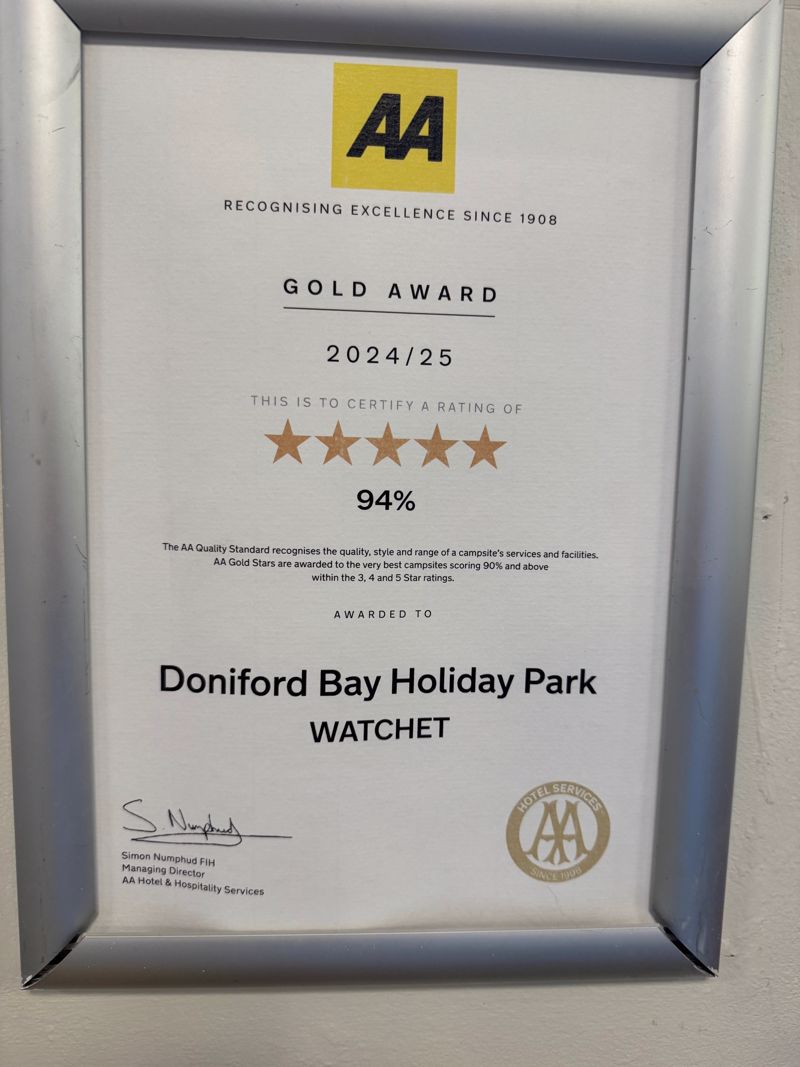 AA
RECOGNISING EXCELLENCE SINCE 1908
GOLD AWARD
2024/25
THIS IS TO CERTIFY A RATING OF
94%
The AA Quality Standard recognises the quality, style and range of a campsite's services and facilities.
AA Gold Stars are awarded to the very best campsites scoring 90% and above
within the 3, 4 and 5 Star ratings.
AWARDED TO
Doniford Bay Holiday Park
WATCHET
S. Numphud
Simon Numphud FIH
Managing Director
AA Hotel & Hospitality Services
HOTEL SERVICES
AA
SINCE 1908